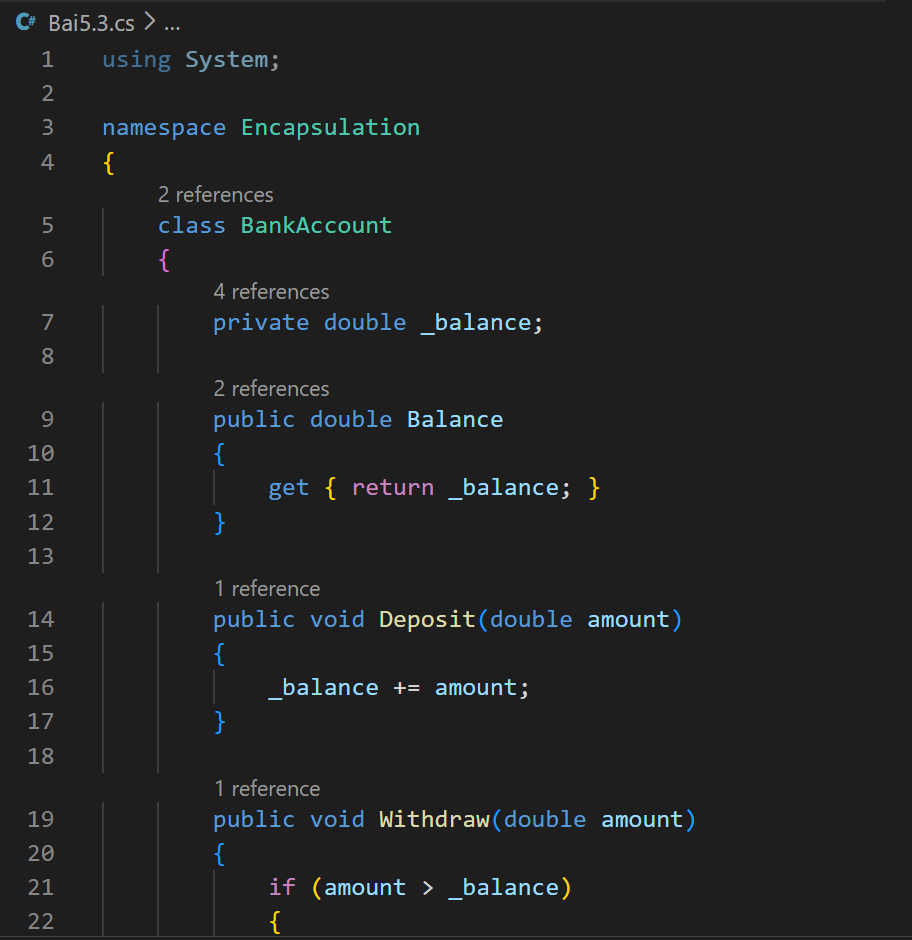 C# Bai5.3.cs > ...
1 using System;
2
3 namespace Encapsulation
4 {
2 references
5 class BankAccount
6 {
4 references
7 private double _balance;
8
2 references
9 public double Balance
10 {
11 get { return _balance; }
12 }
13
1 reference
14 public void Deposit(double amount)
15 {
16 _balance += amount;
17 }
18
1 reference
19 public void Withdraw(double amount)
20 {
21 if (amount > _balance)
22 {